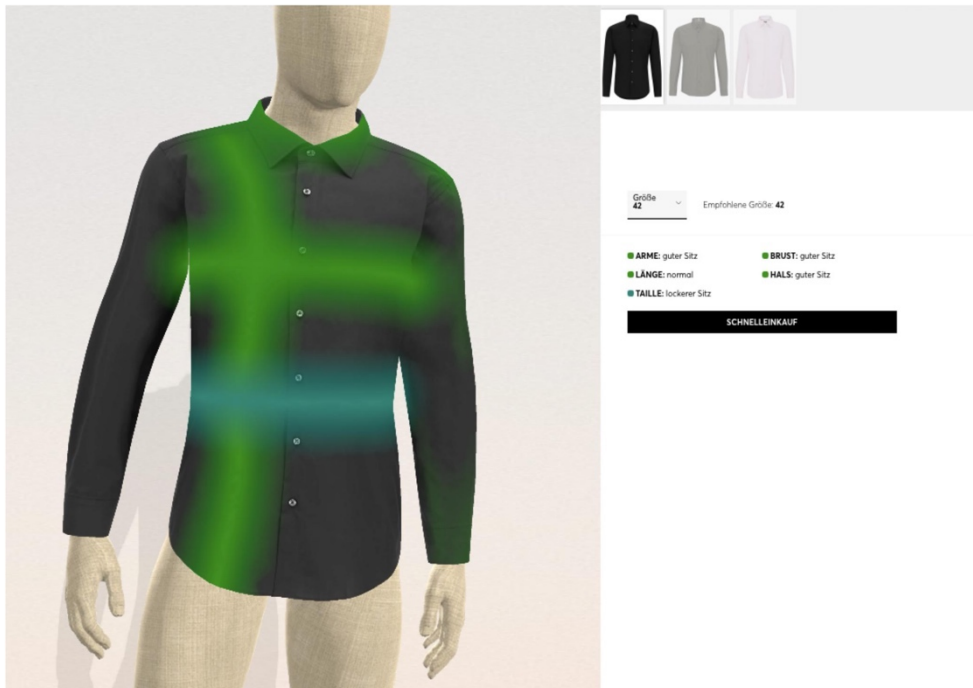 Größe
42
Empfohlene Größe: 42
ARME: guter Sitz
BRUST: guter Sitz
LÄNGE: normal
HALS: guter Sitz
TAILLE: lockerer Sitz
SCHNELLEINKAUF